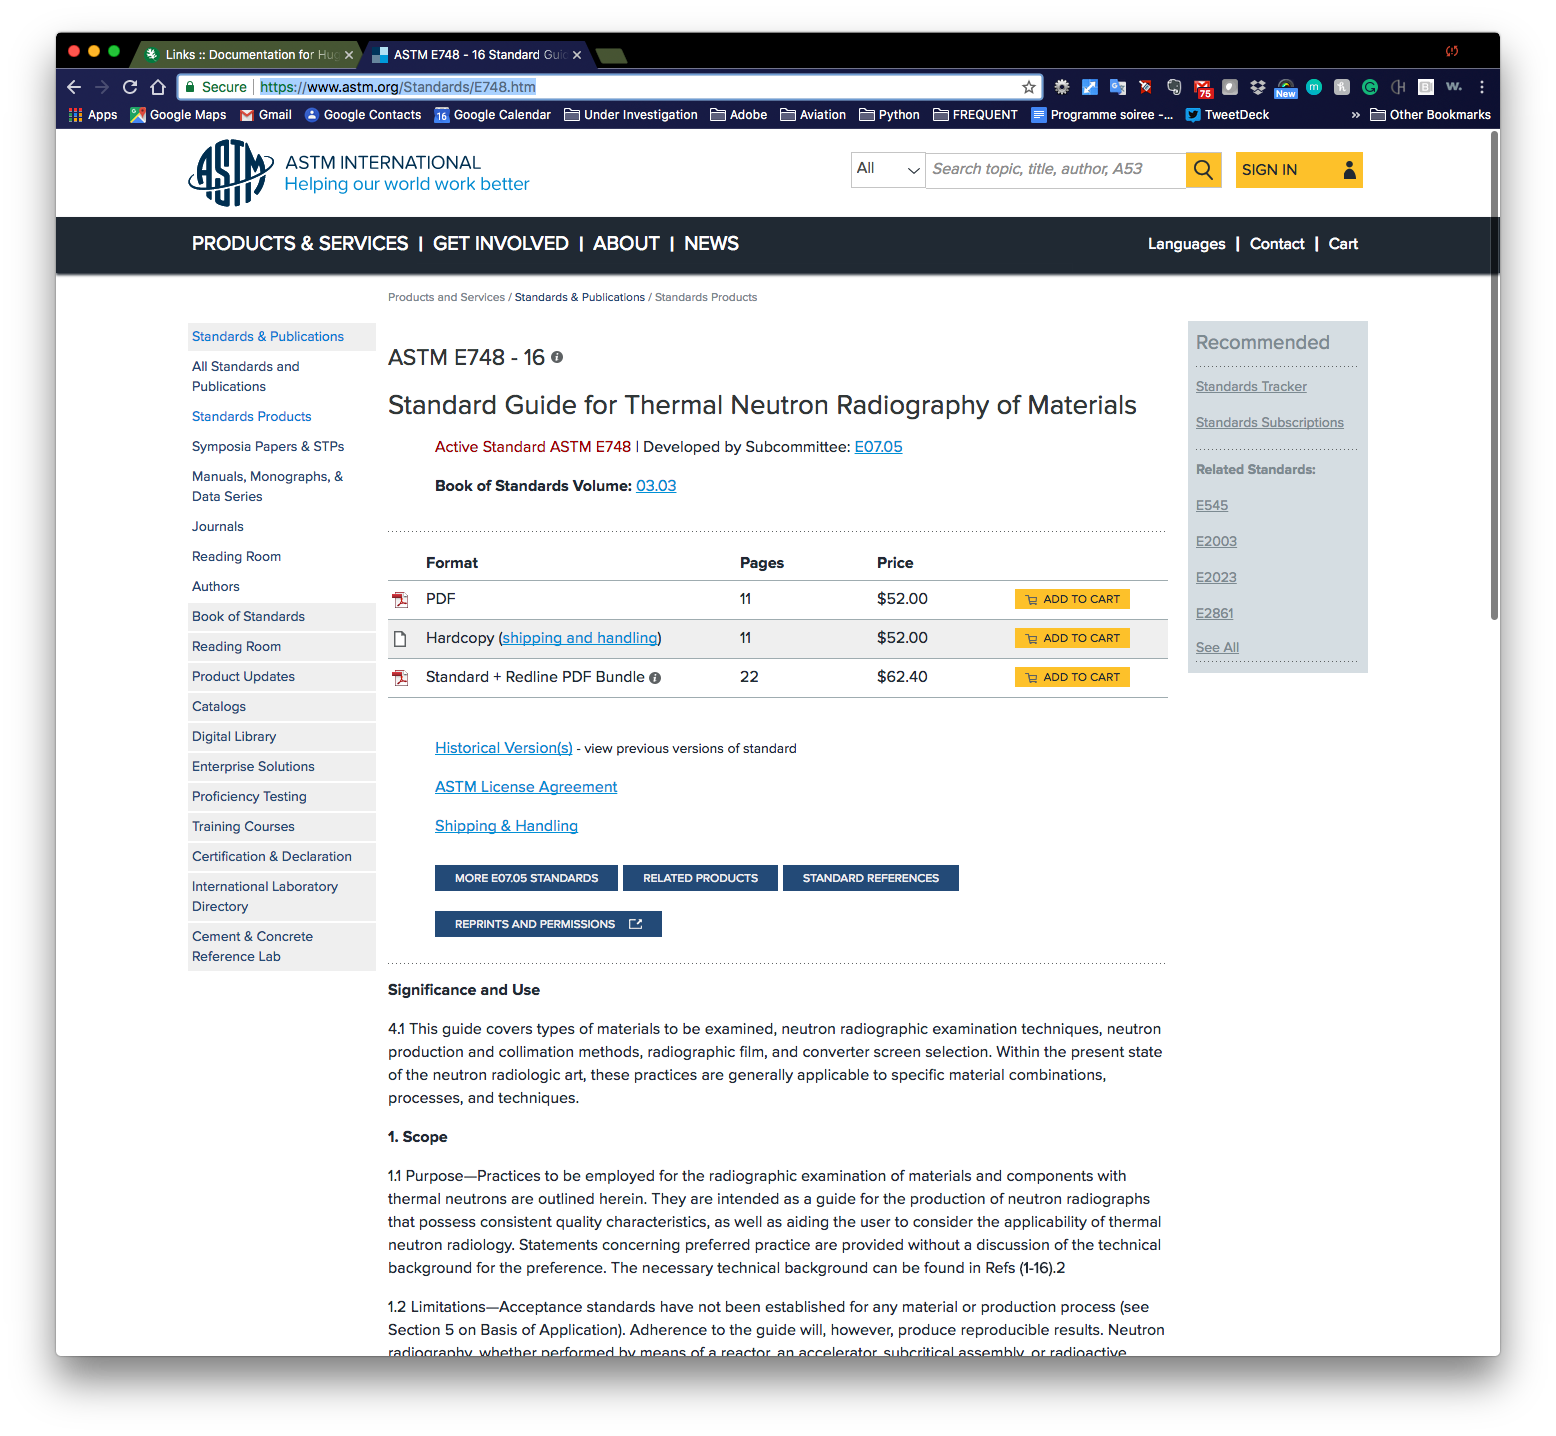 Links :: Documentation for Hug
ASTM E748 - 16 Standard Guid
Secure https://www.astm.org/Standards/E748.htm
75 New
Apps Google Maps Gmail Google Contacts 16 Google Calendar Under Investigation Adobe Aviation Python FREQUENT Programme soiree -... TweetDeck » Other Bookmarks
ASTM INTERNATIONAL
Helping our world work better
All Search topic, title, author, A53 SIGN IN
PRODUCTS & SERVICES | GET INVOLVED | ABOUT | NEWS
Languages | Contact | Cart
Products and Services / Standards & Publications / Standards Products
Standards & Publications
All Standards and
Publications
Standards Products
Symposia Papers & STPs
Manuals, Monographs, &
Data Series
Journals
Reading Room
Authors
Book of Standards
Reading Room
Product Updates
Catalogs
Digital Library
Enterprise Solutions
Proficiency Testing
Training Courses
Certification & Declaration
International Laboratory
Directory
Cement & Concrete
Reference Lab
ASTM E748 - 16
Standard Guide for Thermal Neutron Radiography of Materials
Active Standard ASTM E748 | Developed by Subcommittee: E07.05
Book of Standards Volume: 03.03
Format Pages Price
PDF 11 $52.00 ADD TO CART
Hardcopy (shipping and handling) 11 $52.00 ADD TO CART
Standard + Redline PDF Bundle 22 $62.40 ADD TO CART
Historical Version(s) - view previous versions of standard
ASTM License Agreement
Shipping & Handling
MORE E07.05 STANDARDS RELATED PRODUCTS STANDARD REFERENCES
REPRINTS AND PERMISSIONS
Significance and Use
4.1 This guide covers types of materials to be examined, neutron radiographic examination techniques, neutron
production and collimation methods, radiographic film, and converter screen selection. Within the present state
of the neutron radiologic art, these practices are generally applicable to specific material combinations,
processes, and techniques.
1. Scope
1.1 Purpose—Practices to be employed for the radiographic examination of materials and components with
thermal neutrons are outlined herein. They are intended as a guide for the production of neutron radiographs
that possess consistent quality characteristics, as well as aiding the user to consider the applicability of thermal
neutron radiology. Statements concerning preferred practice are provided without a discussion of the technical
background for the preference. The necessary technical background can be found in Refs (1-16).2
1.2 Limitations—Acceptance standards have not been established for any material or production process (see
Section 5 on Basis of Application). Adherence to the guide will, however, produce reproducible results. Neutron
radiography, whether performed by means of a reactor, an accelerator, subcritical assembly, or radioactive
Recommended
Standards Tracker
Standards Subscriptions
Related Standards:
E545
E2003
E2023
E2861
See All